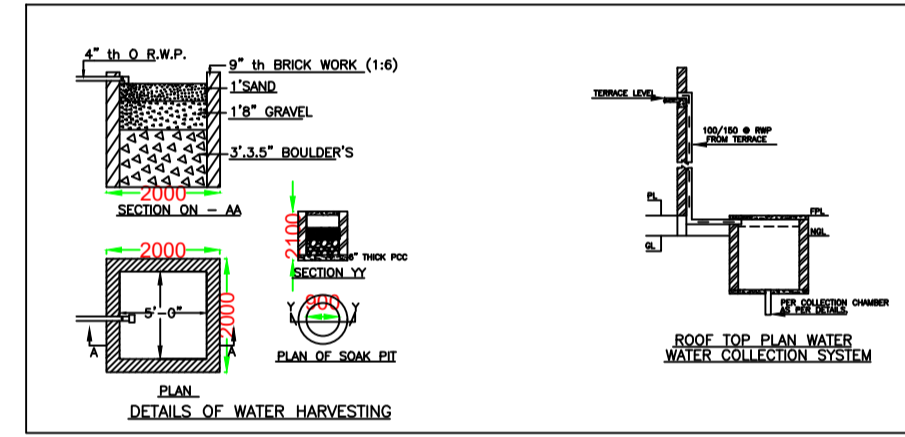 4" th O R.W.P.
9" th BRICK WORK (1:6)
1'SAND
1'8" GRAVEL
3'.3.5" BOULDER'S
2000
SECTION ON - AA
2000
2000
5'-0"
A
A
PLAN
DETAILS OF WATER HARVESTING
2100
6" THICK PCC
SECTION YY
Y
900
Y
PLAN OF SOAK PIT
TERRACE LEVEL
100/150 @ RWP
FROM TERRACE
PL
FPL
NGL
GL
PER COLLECTION CHAMBER
AS PER DETAILS.
ROOF TOP PLAN WATER
WATER COLLECTION SYSTEM